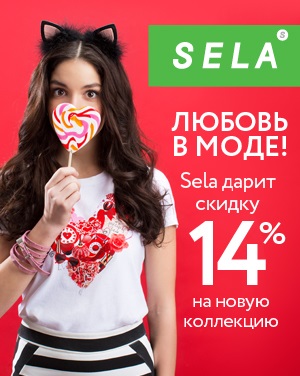 SELA
s
ЛЮБОВЬ
В МОДЕ!
Sela дарит
скидку
14%
на новую
коллекцию